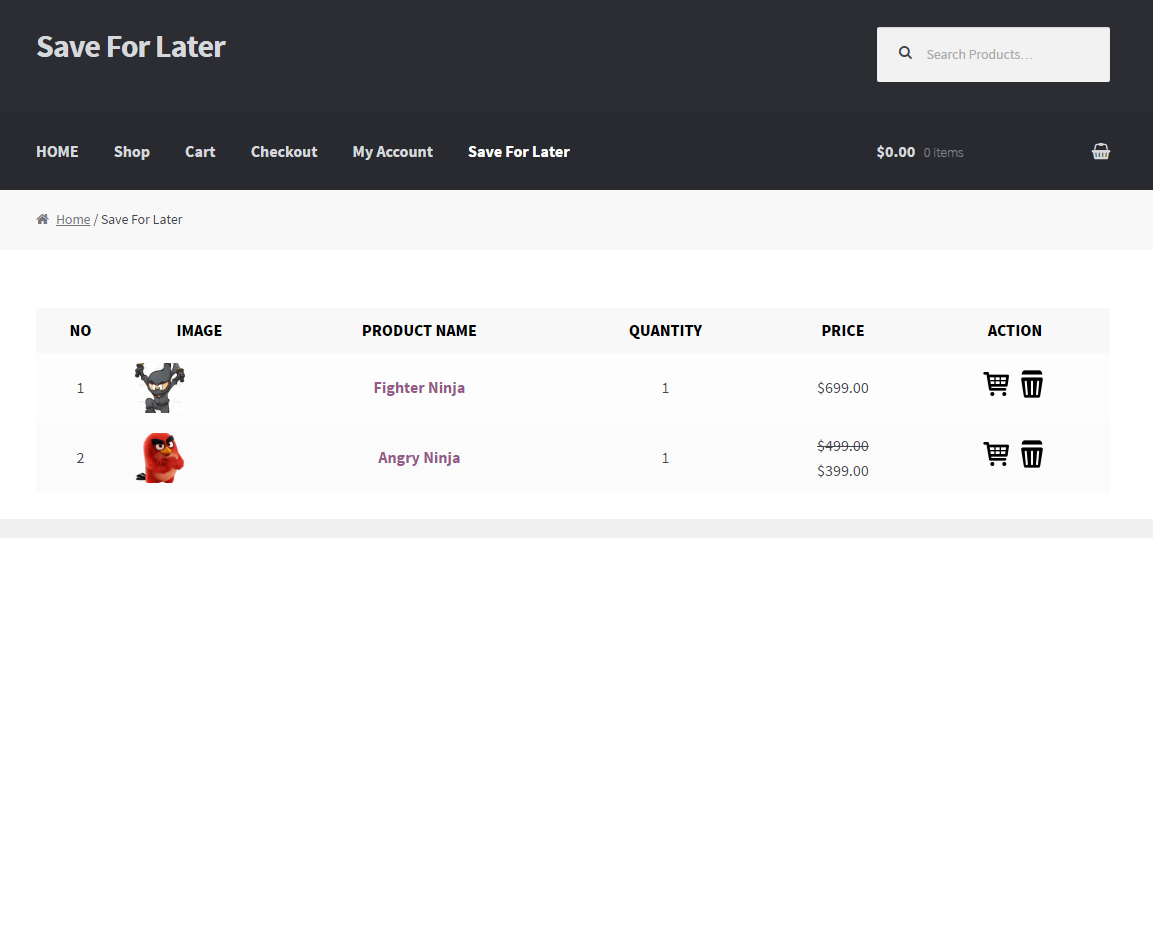 Save For Later
Search Products…
HOME Shop Cart Checkout My Account Save For Later $0.00 0 items
Home / Save For Later
NO IMAGE PRODUCT NAME QUANTITY PRICE ACTION
1 Fighter Ninja 1 $699.00
2 Angry Ninja 1 $499.00
$399.00